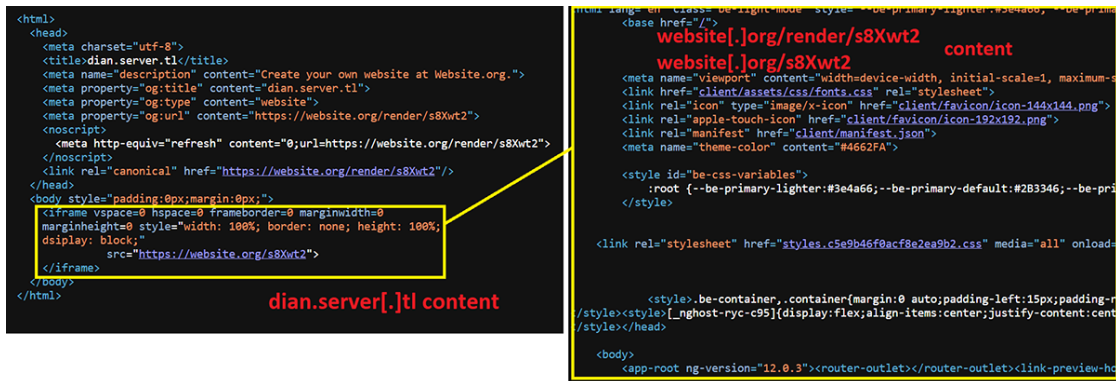 <html>
<head>
<meta charset="utf-8">
<title>dian.server.tl</title>
<meta name="description" content="Create your own website at Website.org.">
<meta property="og:title" content="dian.server.tl">
<meta property="og:type" content="website">
<meta property="og:url" content="https://website.org/render/s8Xwt2">
<noscript>
<meta http-equiv="refresh" content="0;url=https://website.org/render/s8Xwt2">
</noscript>
<link rel="canonical" href="https://website.org/render/s8Xwt2"/>
</head>
<body style="padding:0px;margin:0px;">
<iframe vspace=0 hspace=0 frameborder=0 marginwidth=0
marginheight=0 style="width: 100%; border: none; height: 100%;
dsiplay: block;"
src="https://website.org/s8Xwt2">
</iframe>
</body>
</html>
dian.server[.]tl content
<base href="/">
website[.]org/render/s8Xwt2
content
website[.]org/s8Xwt2
<meta name="viewport" content="width=device-width, initial-scale=1, maximum-s
<link href="client/assets/css/fonts.css" rel="stylesheet">
<link rel="icon" type="image/x-icon" href="client/favicon/icon-144x144.png">
<link rel="apple-touch-icon" href="client/favicon/icon-192x192.png">
<link rel="manifest" href="client/manifest.json">
<meta name="theme-color" content="#4662FA">
<style id="be-css-variables">
:root {--be-primary-lighter:#3e4a66;--be-primary-default:#2B3346;--be-pri
</style>
<link rel="stylesheet" href="styles.c5e9b46f0acf8e2ea9b2.css" media="all" onload=
<style>.be-container,.container{margin:0 auto;padding-left:15px;padding-r
/style><style>[_nghost-ryc-c95]{display:flex;align-items:center;justify-content:cent
/style></head>
<body>
<app-root ng-version="12.0.3"><router-outlet></router-outlet><link-preview-ho